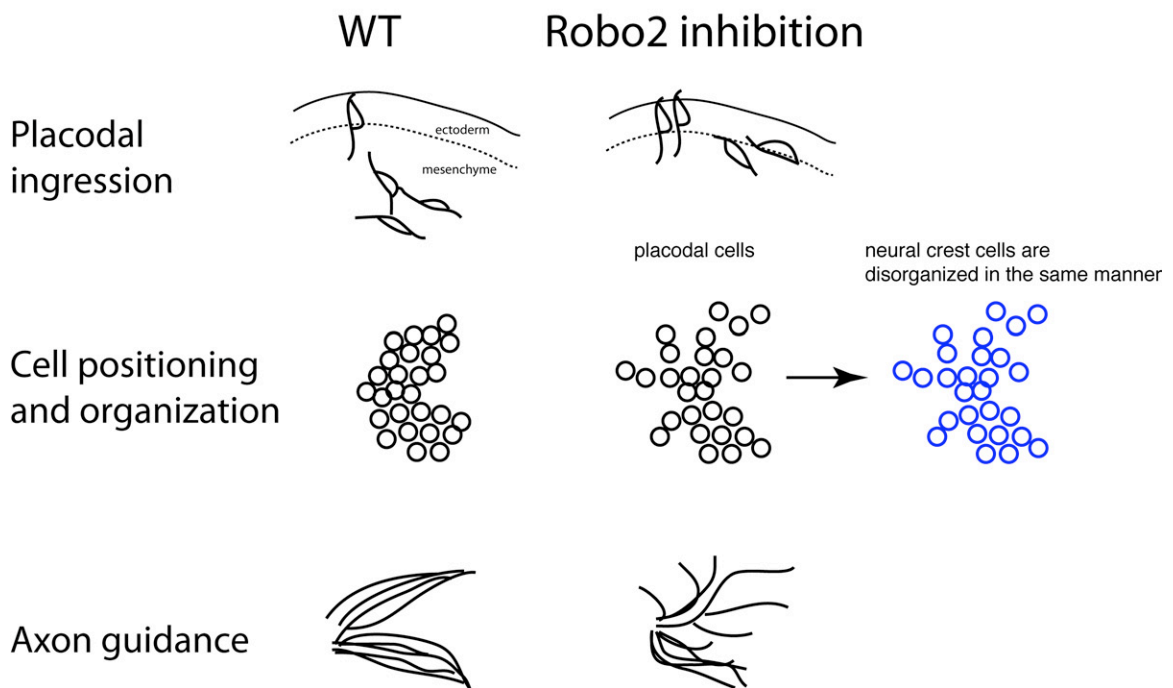 WT
Robo2 inhibition
Placodal
ingression
ectoderm
mesenchyme
placodal cells
neural crest cells are
disorganized in the same manner
Cell positioning
and organization
Axon guidance